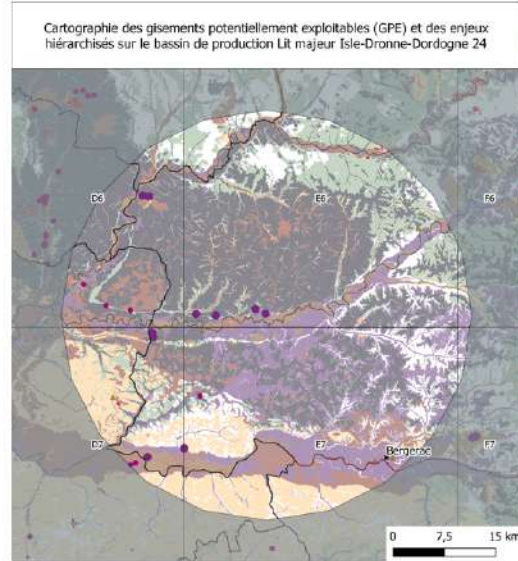 Cartographie des gisements potentiellement exploitables (GPE) et des enjeux
hiérarchisés sur le bassin de production Lit majeur Isle-Dronne-Dordogne 24
D6 E6 F6
D7 E7 F7
Bergerac
0 7,5 15 km